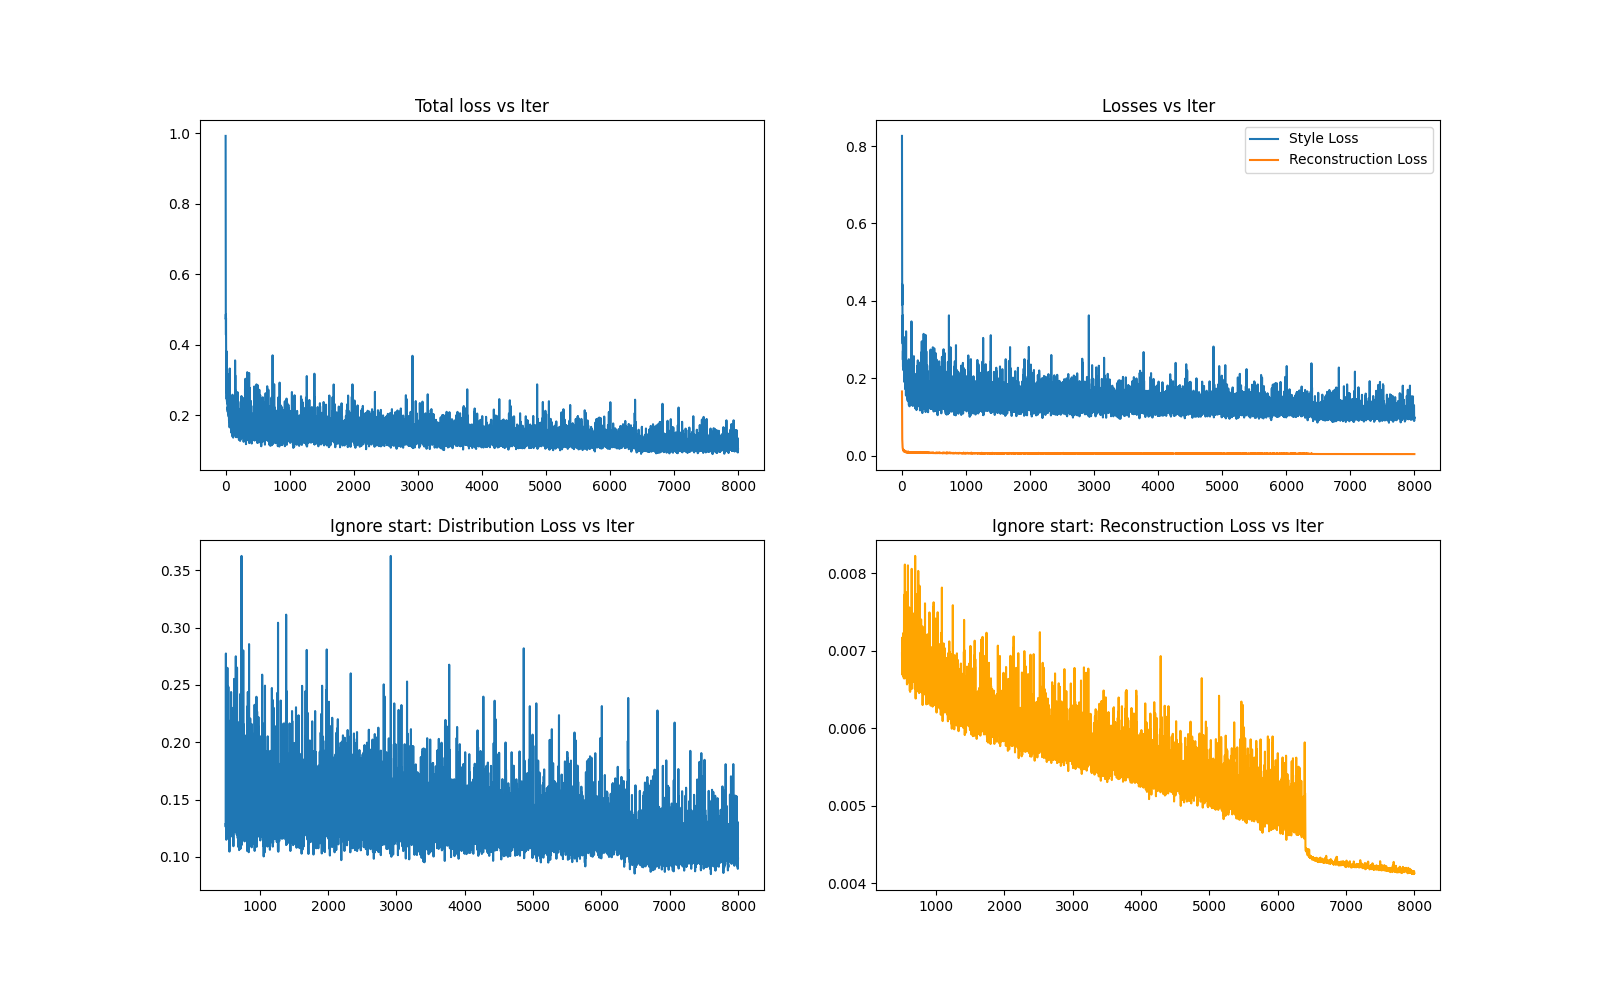 Total loss vs Iter
1.0
0.8
0.6
0.4
0.2
0 1000 2000 3000 4000 5000 6000 7000 8000
Losses vs Iter
Style Loss
Reconstruction Loss
0.8
0.6
0.4
0.2
0.0
0 1000 2000 3000 4000 5000 6000 7000 8000
Ignore start: Distribution Loss vs Iter
0.35
0.30
0.25
0.20
0.15
0.10
1000 2000 3000 4000 5000 6000 7000 8000
Ignore start: Reconstruction Loss vs Iter
0.008
0.007
0.006
0.005
0.004
1000 2000 3000 4000 5000 6000 7000 8000